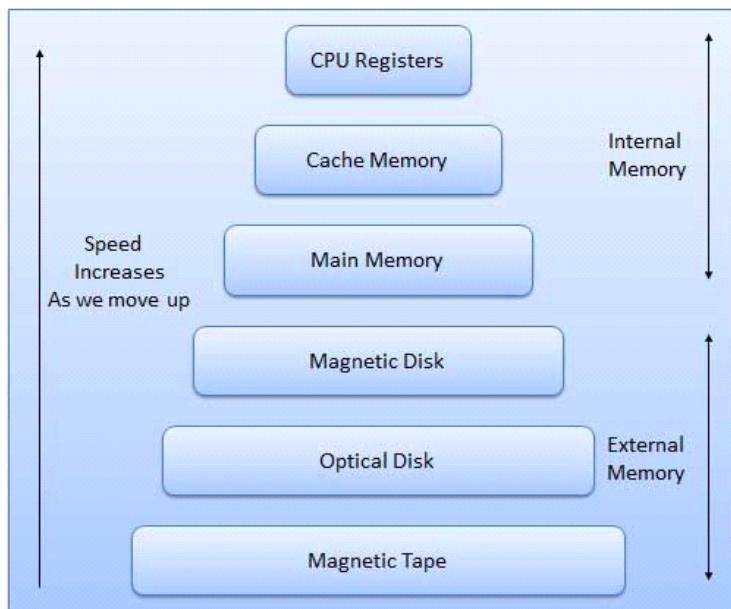 CPU Registers
Cache Memory
Internal
Memory
Main Memory
Speed
Increases
As we move up
Magnetic Disk
Optical Disk
External
Memory
Magnetic Tape